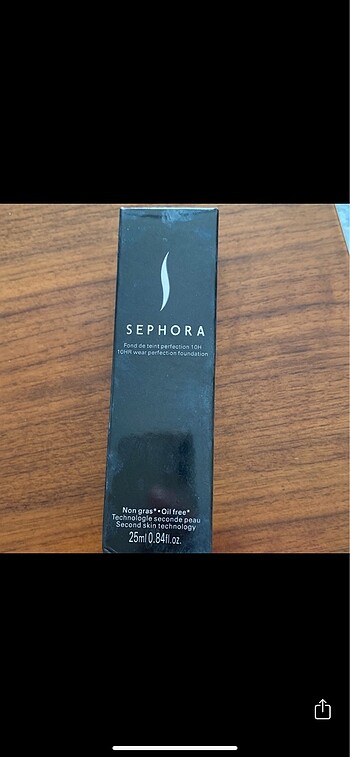 SEPHORA
Fond de teint perfection 10H
10HR wear perfection foundation
Non gras*•Oil free*
Technologie seconde peau
Second skin technology
25ml 0.84fl.oz.